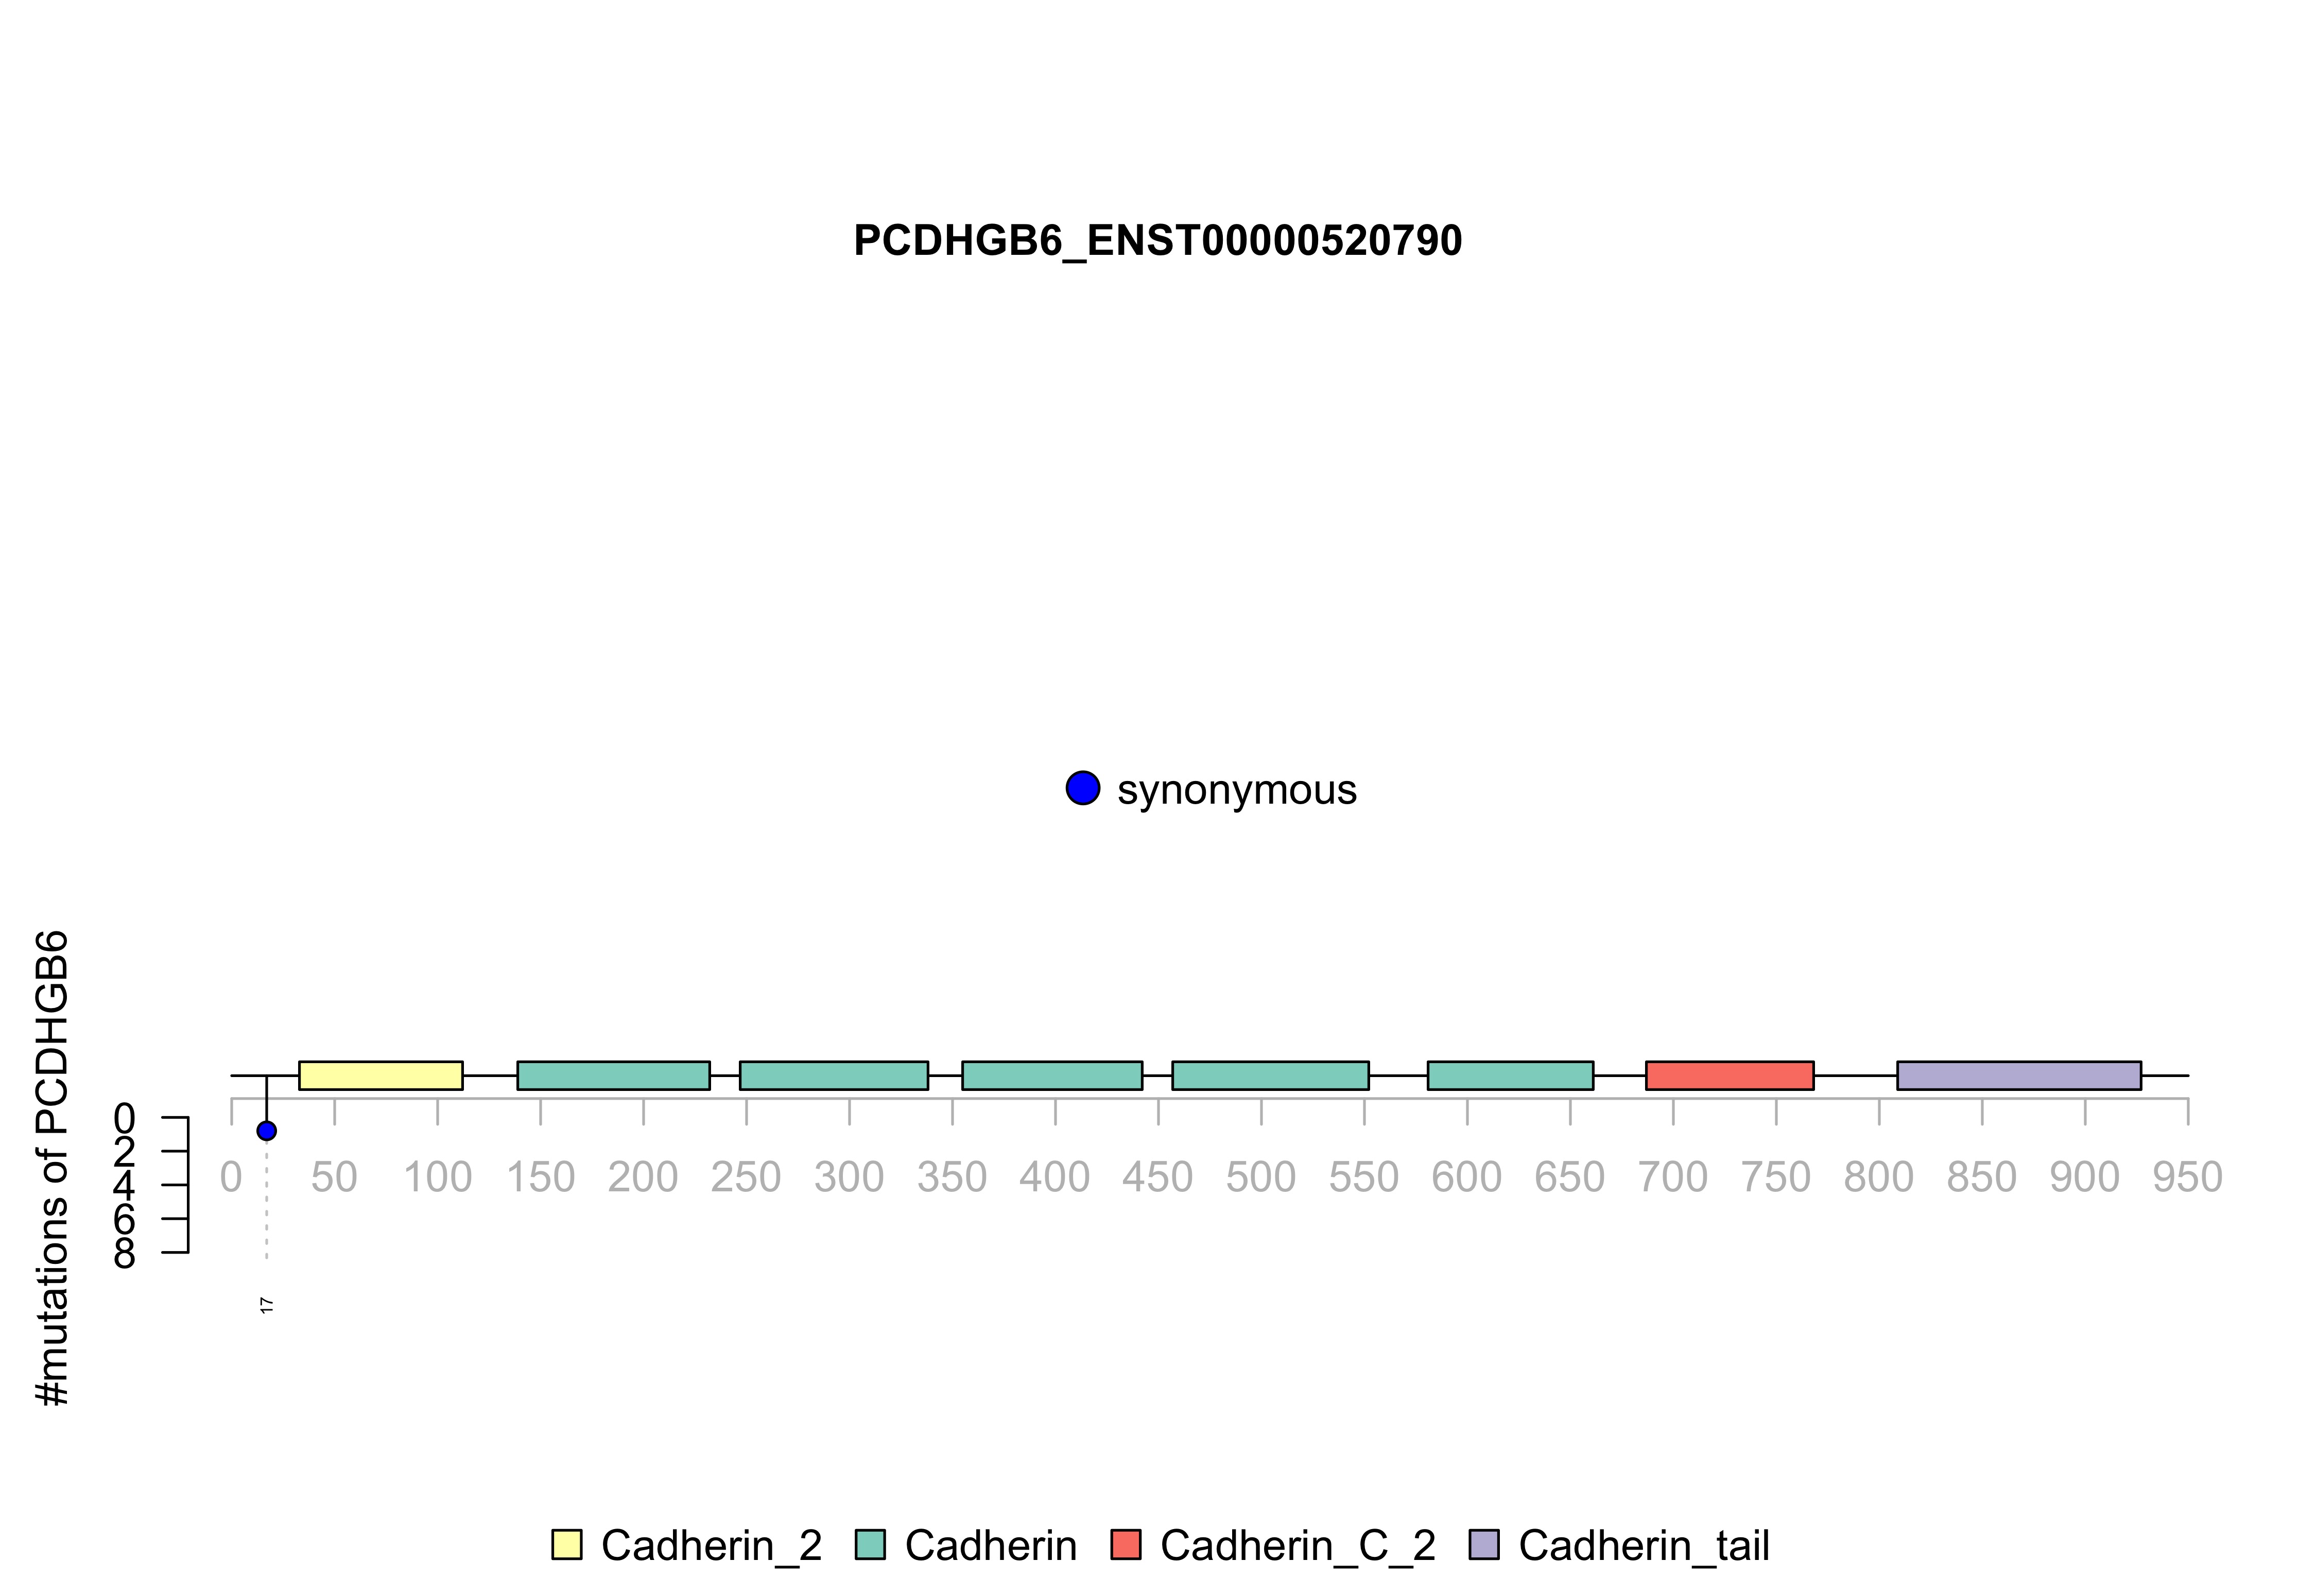 PCDHGB6_ENST00000520790
synonymous
#mutations of PCDHGB6
0
2
4
6
8
0 50 100 150 200 250 300 350 400 450 500 550 600 650 700 750 800 850 900 950
17
Cadherin_2 Cadherin Cadherin_C_2 Cadherin_tail